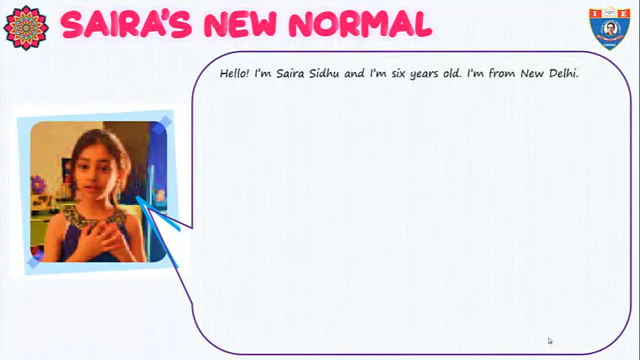 SAIRA'S NEW NORMAL
I E
Hello! I'm Saira Sidhu and I'm six years old. I'm from New Delhi.